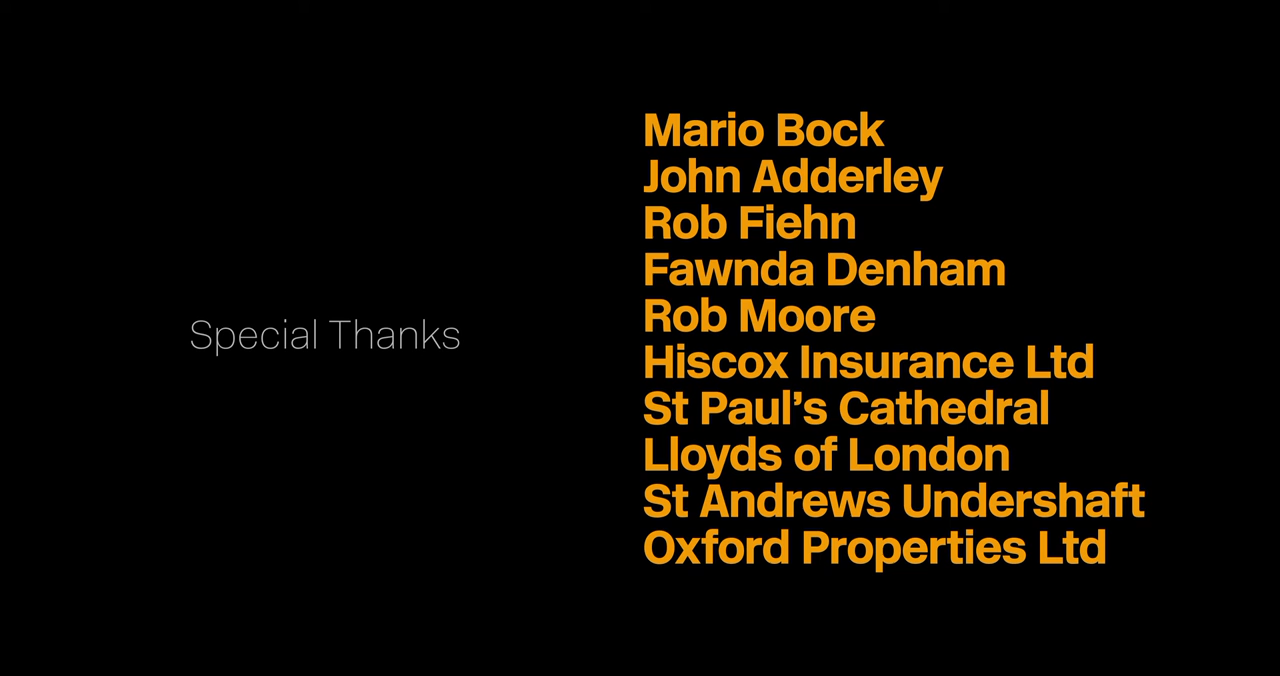 Special Thanks
Mario Bock
John Adderley
Rob Fiehn
Fawnda Denham
Rob Moore
Hiscox Insurance Ltd
St Paul’s Cathedral
Lloyds of London
St Andrews Undershaft
Oxford Properties Ltd